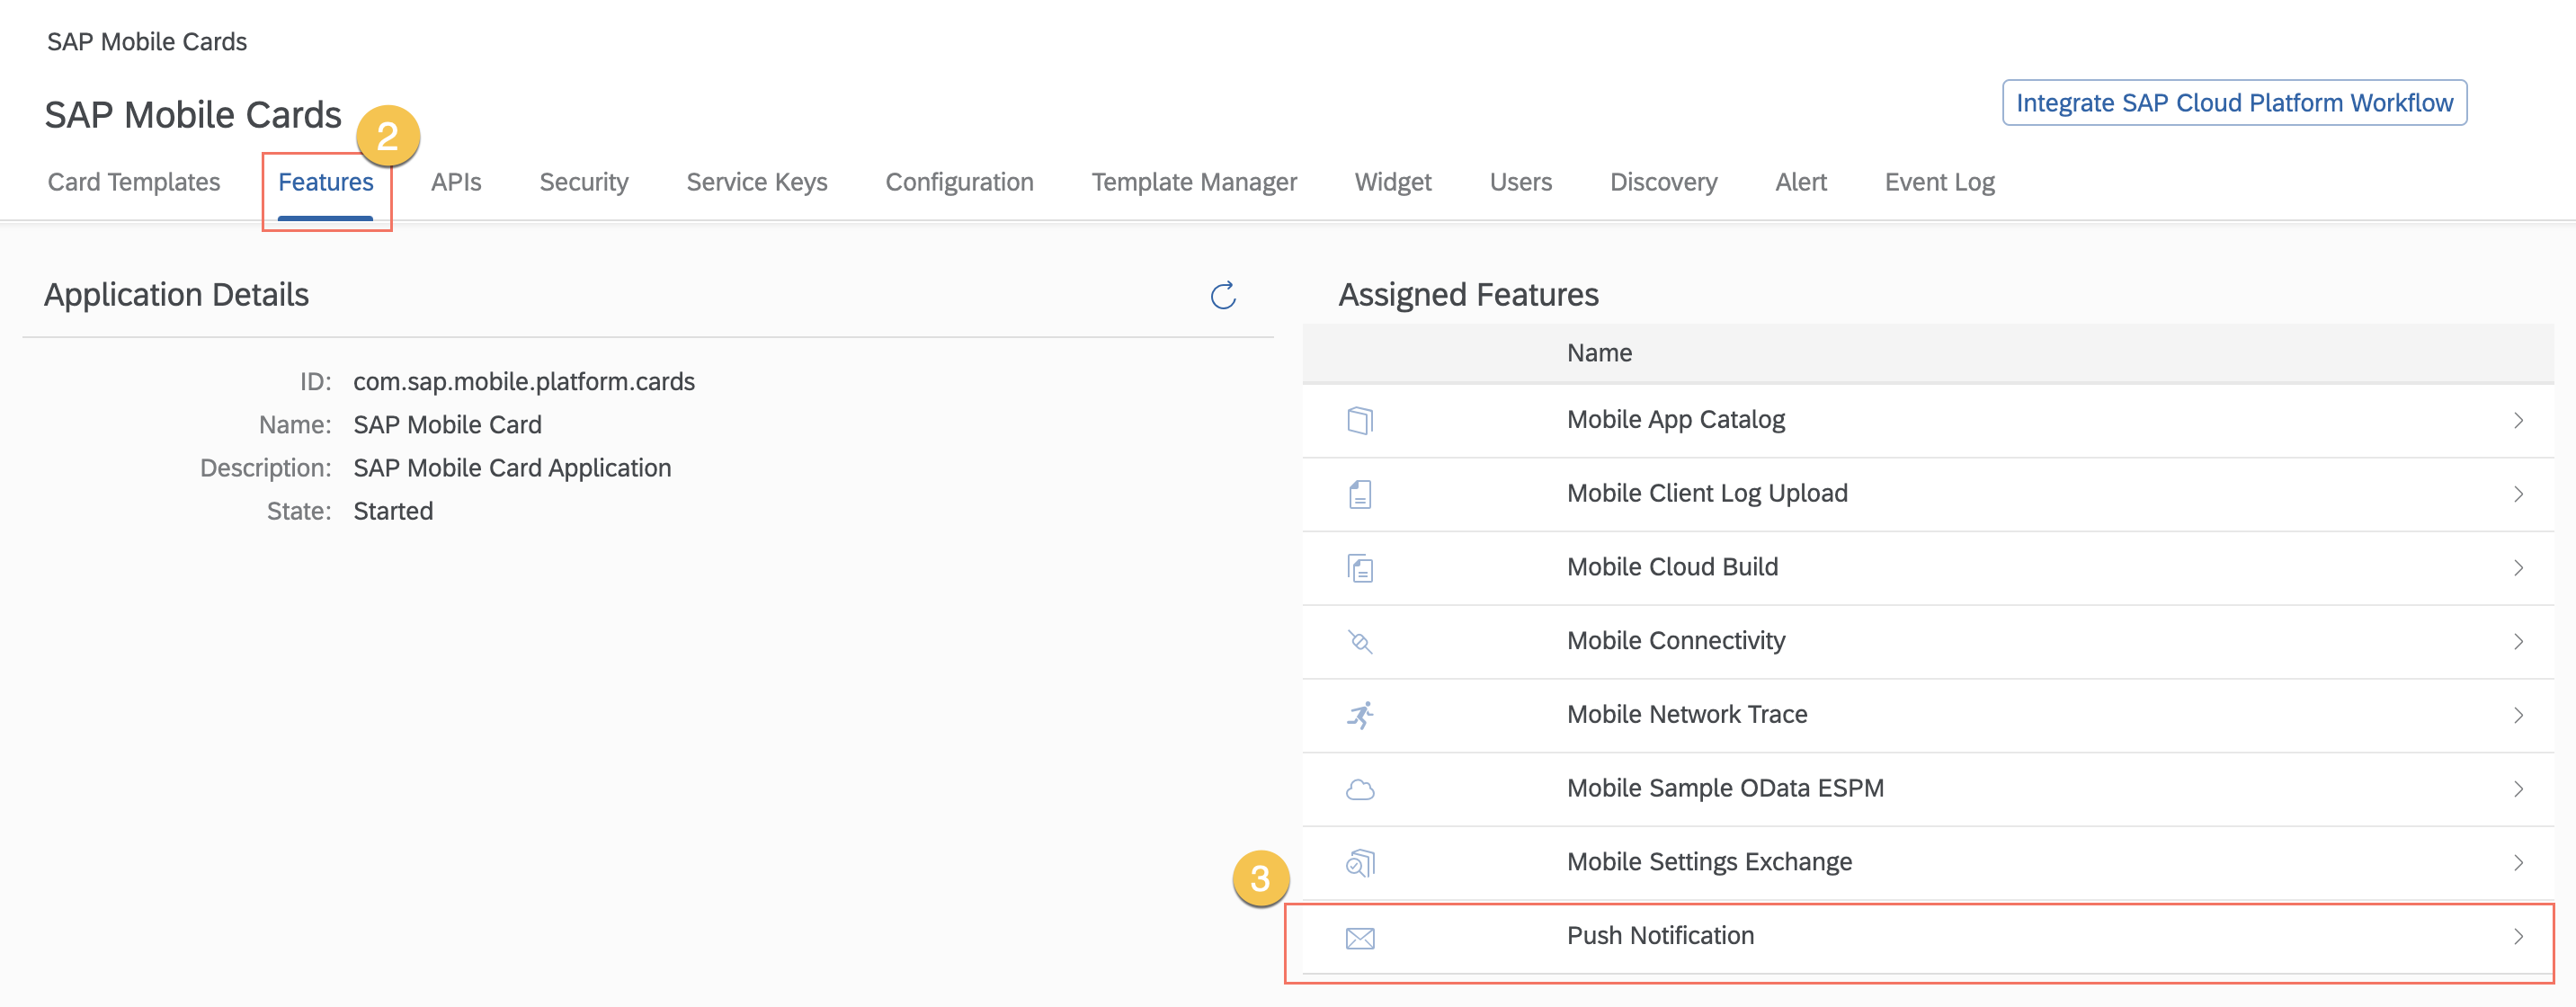 SAP Mobile Cards
SAP Mobile Cards
2
Integrate SAP Cloud Platform Workflow
Card Templates Features APIs Security Service Keys Configuration Template Manager Widget Users Discovery Alert Event Log
Application Details
ID: com.sap.mobile.platform.cards
Name: SAP Mobile Card
Description: SAP Mobile Card Application
State: Started
Assigned Features
Name
Mobile App Catalog
Mobile Client Log Upload
Mobile Cloud Build
Mobile Connectivity
Mobile Network Trace
Mobile Sample OData ESPM
Mobile Settings Exchange
3
Push Notification